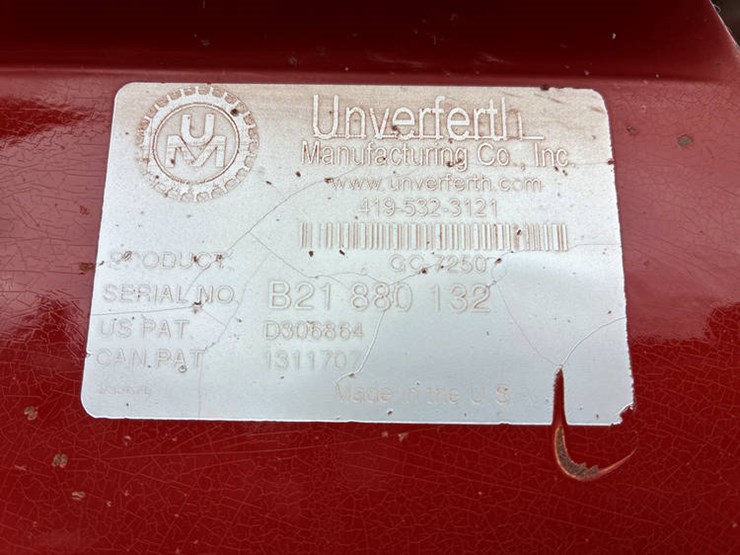 UM
Unverferth
Manufacturing Co., Inc.
www.unverferth.com
419-532-3121
PRODUCT GC-7250
SERIAL NO. B21 880 132
US PAT. D306864
CAN.PAT 1311707
Made in the U.S.